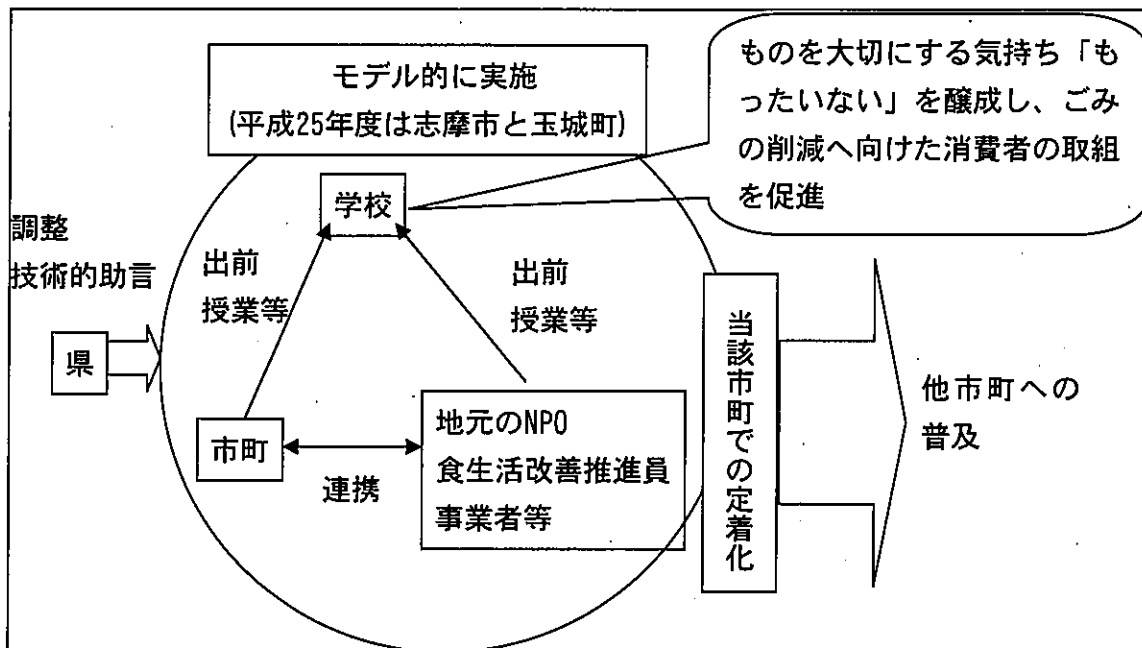 モデル的に実施
(平成25年度は志摩市と玉城町)
ものを大切にする気持ち「も
ったいない」を醸成し、ごみ
の削減へ向けた消費者の取組
を促進
学校
調整
技術的助言
県
出前
授業等
出前
授業等
市町
連携
地元のNPO
食生活改善推進員
事業者等
当該市町での定着化
他市町への
普及